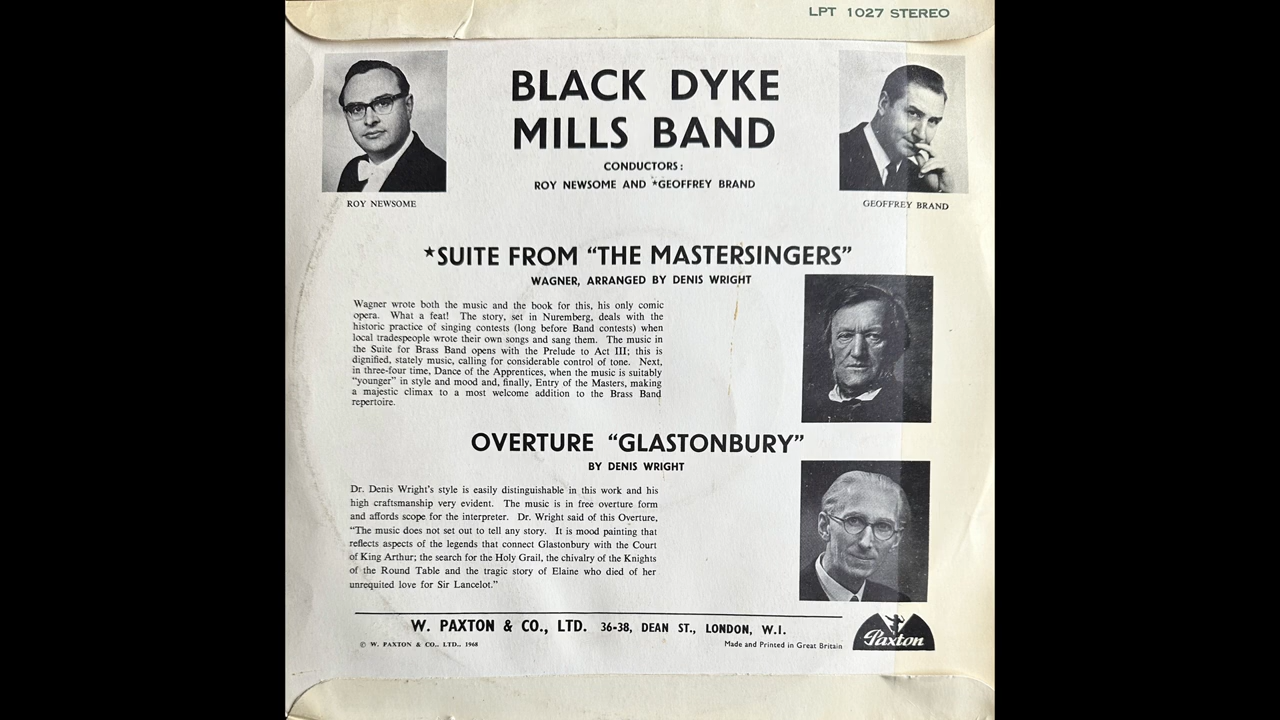 LPT 1027 STEREO
BLACK DYKE
MILLS BAND
CONDUCTORS:
ROY NEWSOME AND *GEOFFREY BRAND
ROY NEWSOME
GEOFFREY BRAND
*SUITE FROM “THE MASTERSINGERS”
WAGNER, ARRANGED BY DENIS WRIGHT
Wagner wrote both the music and the book for this, his only comic
opera. What a feat! The story, set in Nuremberg, deals with the
historic practice of singing contests (long before Band contests) when
local tradespeople wrote their own songs and sang them. The music in
the Suite for Brass Band opens with the Prelude to Act III; this is
dignified, stately music, calling for considerable control of tone. Next,
in three-four time, Dance of the Apprentices, when the music is suitably
“younger” in style and mood and, finally, Entry of the Masters, making
a majestic climax to a most welcome addition to the Brass Band
repertoire.
OVERTURE “GLASTONBURY”
BY DENIS WRIGHT
Dr. Denis Wright's style is easily distinguishable in this work and his
high craftsmanship very evident. The music is in free overture form
and affords scope for the interpreter. Dr. Wright said of this Overture,
“The music does not set out to tell any story. It is mood painting that
reflects aspects of the legends that connect Glastonbury with the Court
of King Arthur; the search for the Holy Grail, the chivalry of the Knights
of the Round Table and the tragic story of Elaine who died of her
unrequited love for Sir Lancelot.”
W. PAXTON & CO., LTD. 36-38, DEAN ST., LONDON, W.I.
© W. PAXTON & CO., LTD., 1968
Made and Printed in Great Britain
Paxton